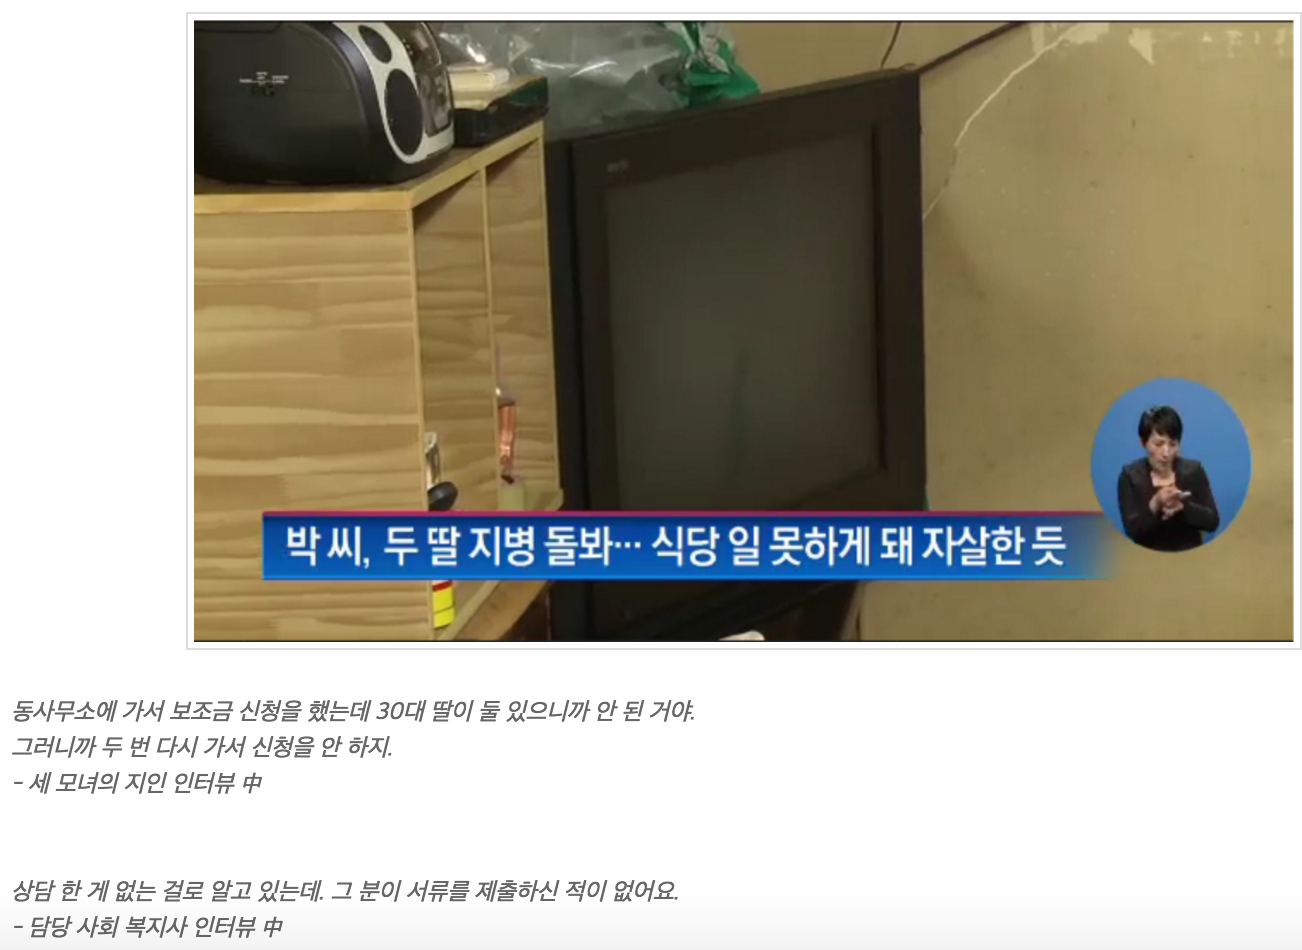 박 씨, 두 딸 지병 돌봐… 식당 일 못하게 돼 자살한 듯
동사무소에 가서 보조금 신청을 했는데 30대 딸이 둘 있으니까 안 된 거야.
그러니까 두 번 다시 가서 신청을 안 하지.
- 세 모녀의 지인 인터뷰 中
상담 한 게 없는 걸로 알고 있는데. 그 분이 서류를 제출하신 적이 없어요.
- 담당 사회 복지사 인터뷰 中